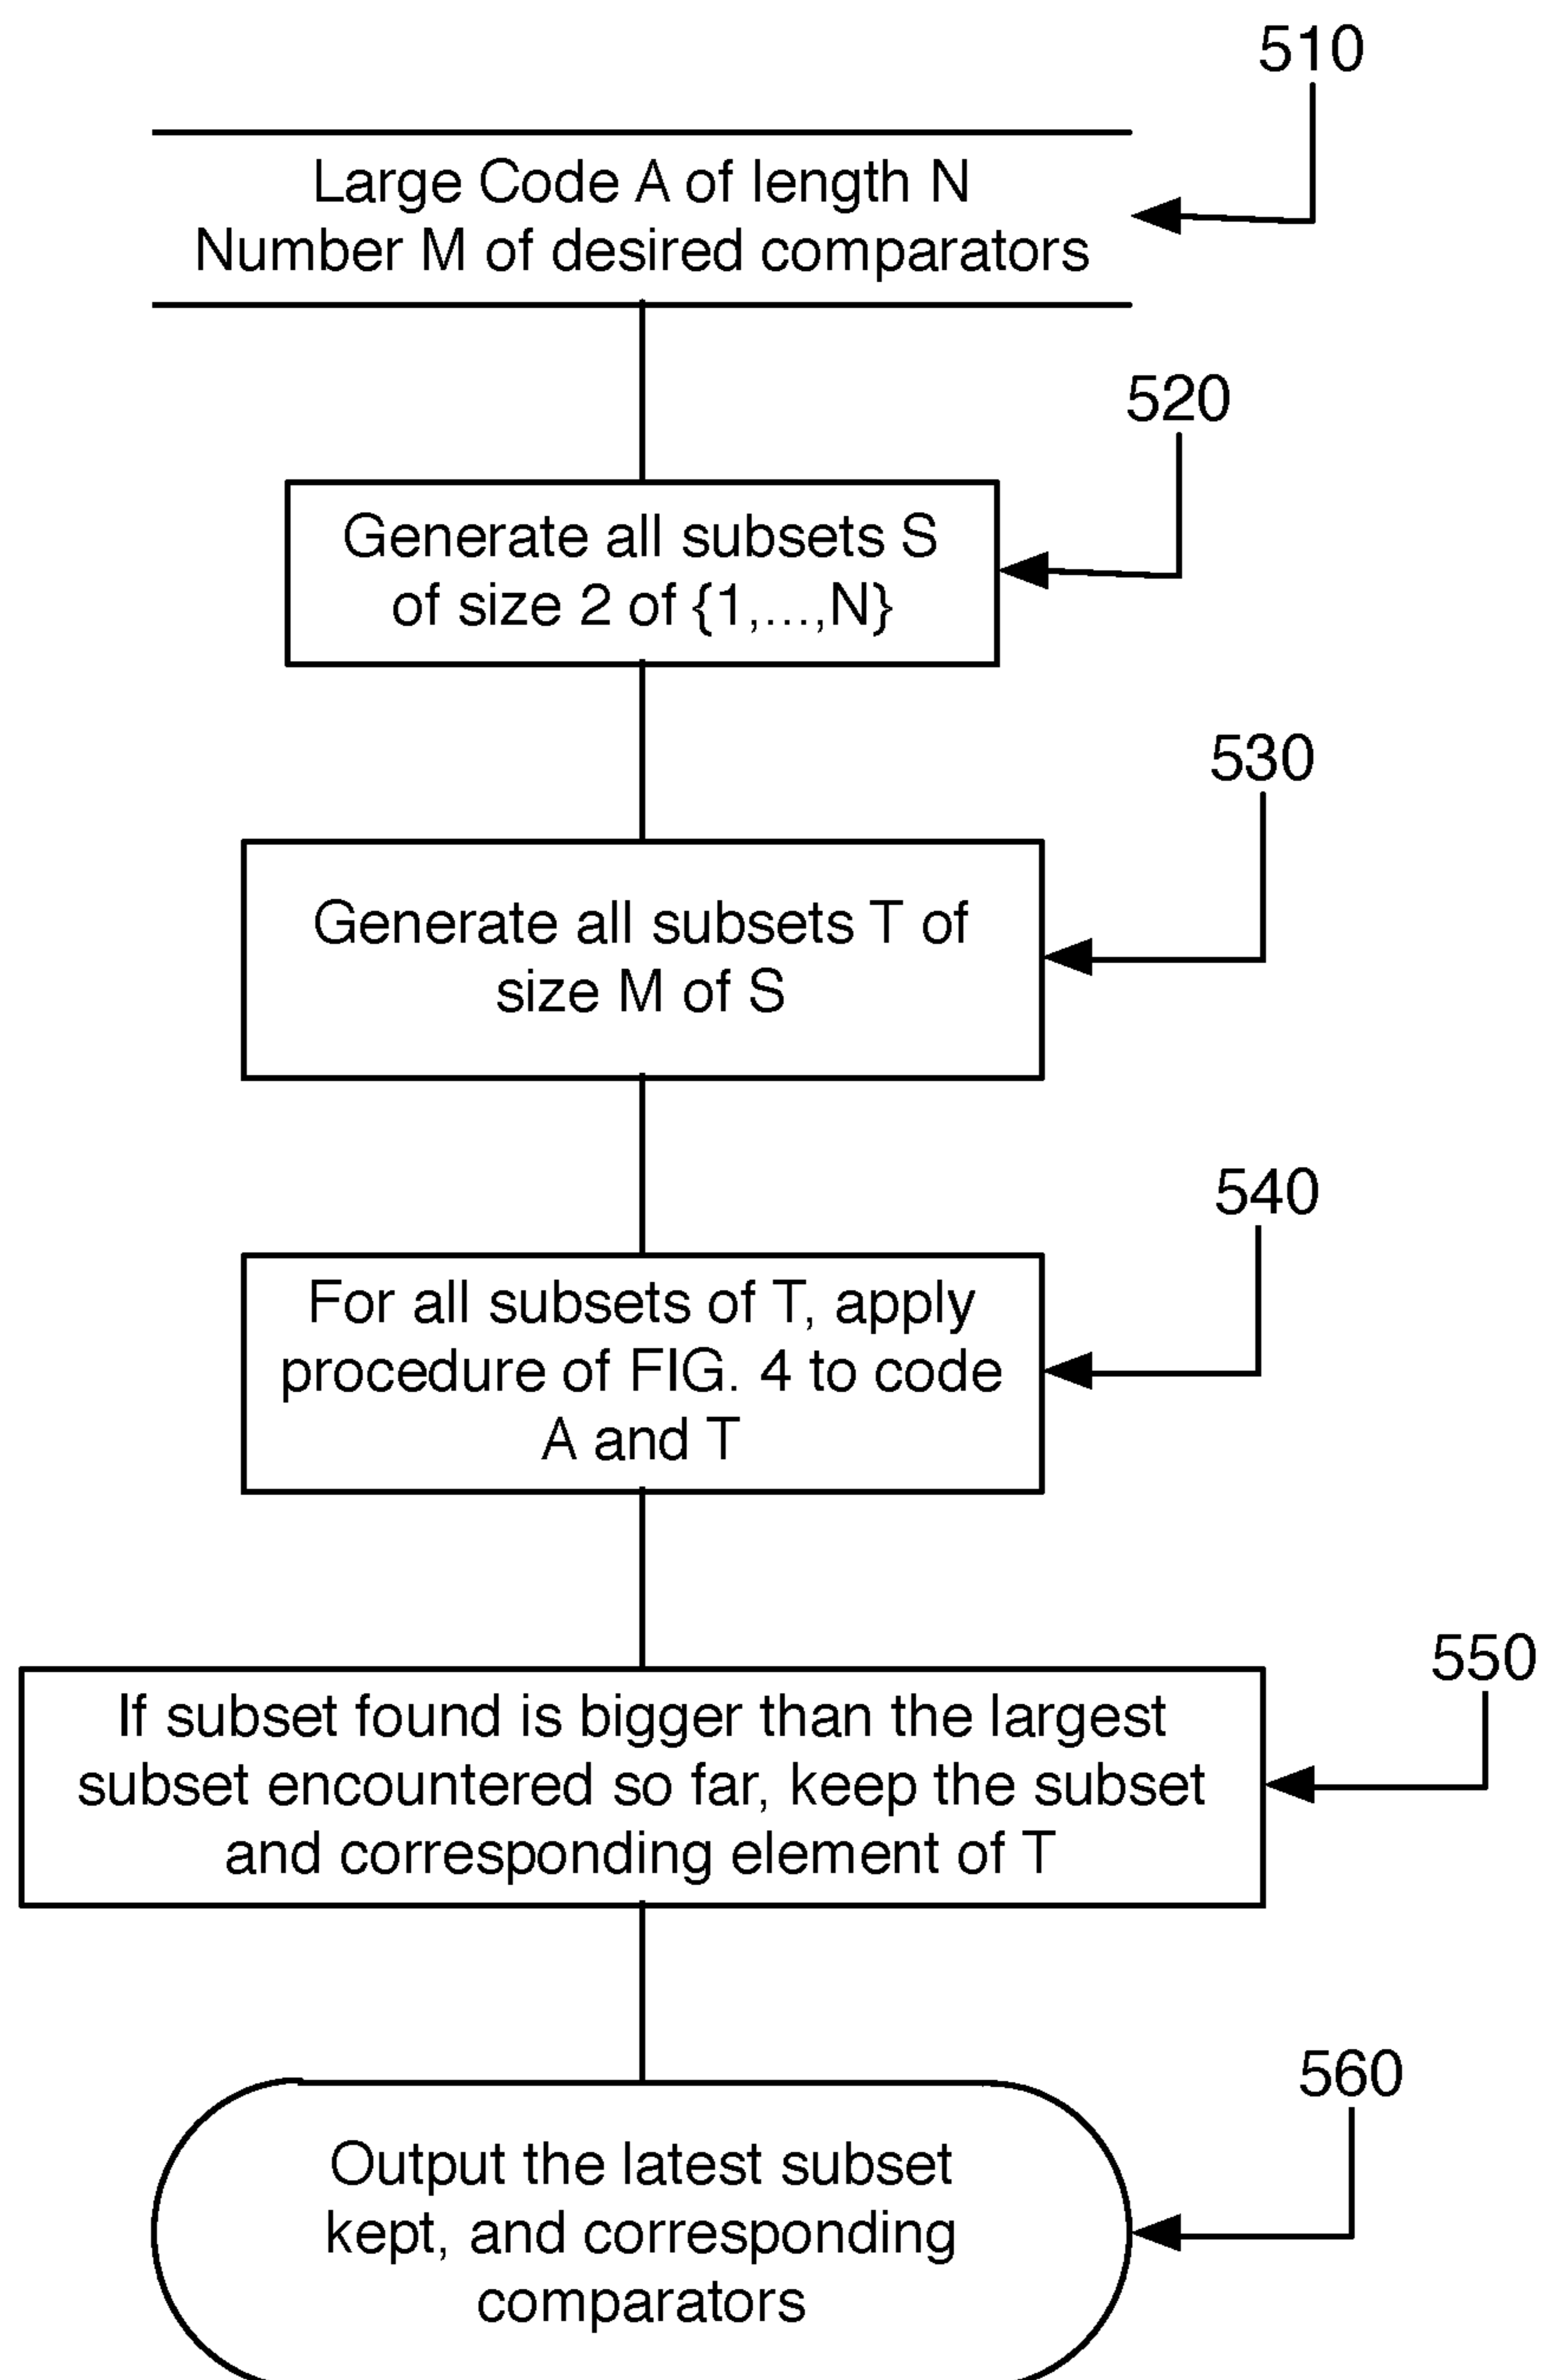 510
Large Code A of length N
Number M of desired comparators
520
Generate all subsets S
of size 2 of {1,...,N}
530
Generate all subsets T of
size M of S
540
For all subsets of T, apply
procedure of FIG. 4 to code
A and T
550
If subset found is bigger than the largest
subset encountered so far, keep the subset
and corresponding element of T
560
Output the latest subset
kept, and corresponding
comparators